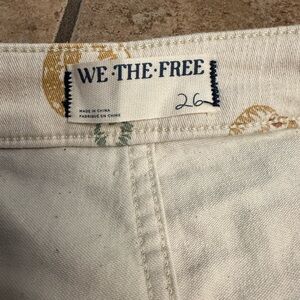 WE·THE·FREE
26
MADE IN CHINA
FABRIQUÉ EN CHINE